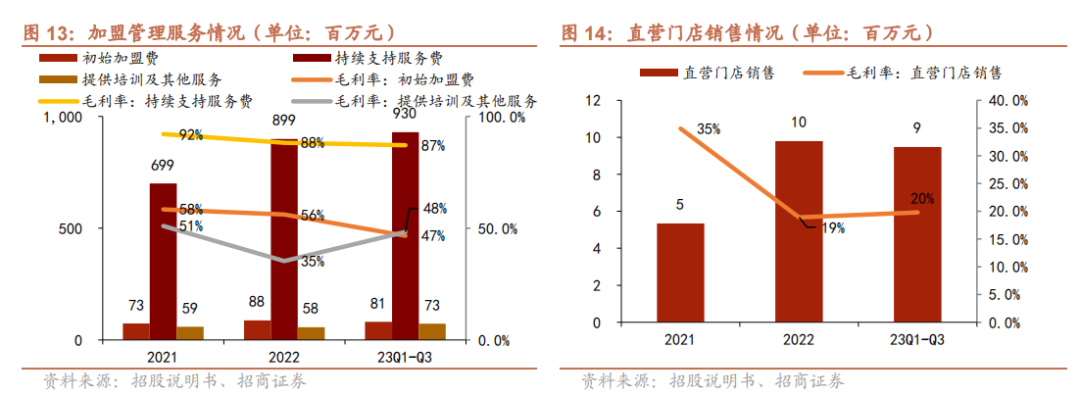 图 13：加盟管理服务情况（单位：百万元）
初始加盟费 持续支持服务费
提供培训及其他服务 毛利率：初始加盟费
毛利率：持续支持服务费 毛利率：提供培训及其他服务
1,000 899 930 100.0%
92% 88% 87%
699
58% 56% 48%
51% 47%
500 50.0%
35%
73 59 88 58 81 73
0 0.0%
2021 2022 23Q1-Q3
资料来源：招股说明书、招商证券
图 14：直营门店销售情况（单位：百万元）
直营门店销售 毛利率：直营门店销售
12 40.0%
35% 10 9 35.0%
10 30.0%
8 25.0%
6 5 20% 20.0%
19%
4 15.0%
10.0%
2 5.0%
0 0.0%
2021 2022 23Q1-Q3
资料来源：招股说明书、招商证券